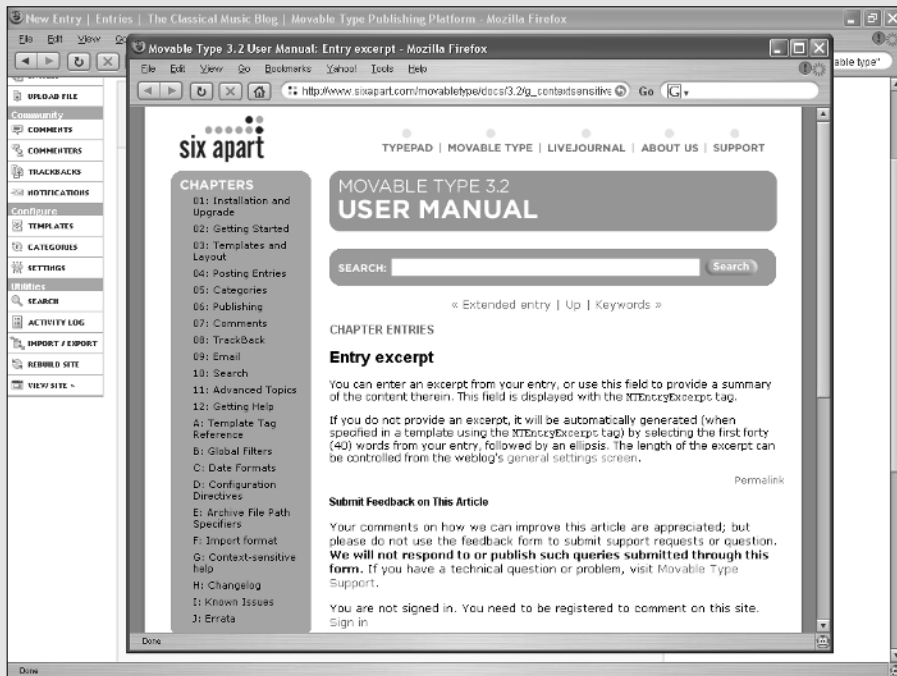 New Entry | Entries | The Classical Music Blog | Movable Type Publishing Platform - Mozilla Firefox
File Edit View Go
able type"
UPLOAD FILE
Community
COMMENTS
COMMENTERS
TRACKBACKS
NOTIFICATIONS
Configure
TEMPLATES
CATEGORIES
SETTINGS
Utilities
SEARCH
ACTIVITY LOG
IMPORT / EXPORT
REBUILD SITE
VIEW SITE »
Done
Movable Type 3.2 User Manual: Entry excerpt - Mozilla Firefox
File Edit View Go Bookmarks Yahoo! Tools Help
http://www.sixapart.com/movabletype/docs/3.2/g_contextsensitive Go G
six apart
TYPEPAD | MOVABLE TYPE | LIVEJOURNAL | ABOUT US | SUPPORT
CHAPTERS
01: Installation and
Upgrade
02: Getting Started
03: Templates and
Layout
04: Posting Entries
05: Categories
06: Publishing
07: Comments
08: TrackBack
09: Email
10: Search
11: Advanced Topics
12: Getting Help
A: Template Tag
Reference
B: Global Filters
C: Date Formats
D: Configuration
Directives
E: Archive File Path
Specifiers
F: Import format
G: Context-sensitive
help
H: Changelog
I: Known Issues
J: Errata
MOVABLE TYPE 3.2
USER MANUAL
SEARCH: Search
« Extended entry | Up | Keywords »
CHAPTER ENTRIES
Entry excerpt
You can enter an excerpt from your entry, or use this field to provide a summary
of the content therein. This field is displayed with the MTEntryExcerpt tag.
If you do not provide an excerpt, it will be automatically generated (when
specified in a template using the MTEntryExcerpt tag) by selecting the first forty
(40) words from your entry, followed by an ellipsis. The length of the excerpt can
be controlled from the weblog's general settings screen.
Permalink
Submit Feedback on This Article
Your comments on how we can improve this article are appreciated; but
please do not use the feedback form to submit support requests or question.
We will not respond to or publish such queries submitted through this
form. If you have a technical question or problem, visit Movable Type
Support.
You are not signed in. You need to be registered to comment on this site.
Sign in
Done